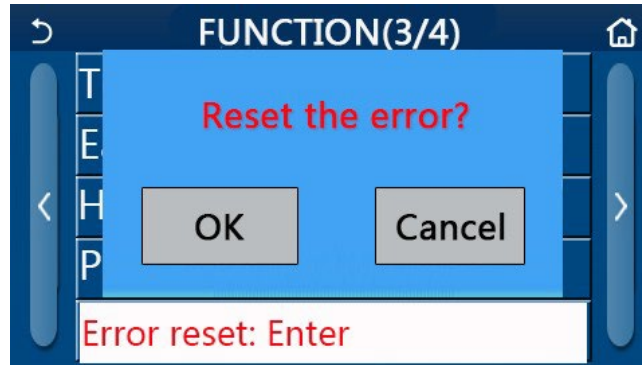 FUNCTION(3/4)
T
Reset the error?
E
H
OK
Cancel
P
Error reset: Enter